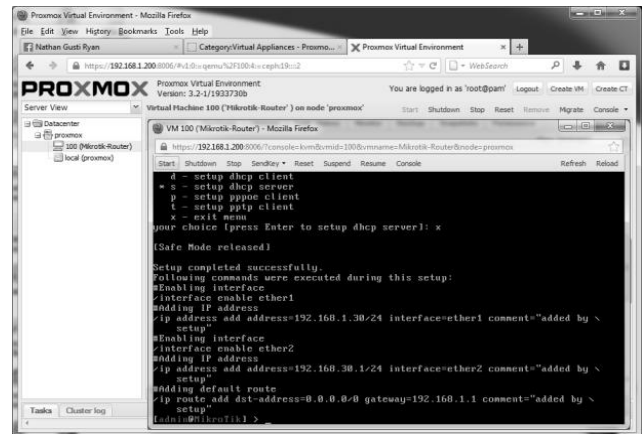 Proxmox Virtual Environment - Mozilla Firefox
File Edit View History Bookmarks Tools Help
Nathan Gusti Ryan
Category:Virtual Appliances - Proxmo...
Proxmox Virtual Environment
https://192.168.1.200:8006/#v1:0:=qemu%2F100:4:=ceph:19:::2
WebSearch
PROXMOX
Proxmox Virtual Environment
Version: 3.2-1/1933730b
You are logged in as 'root@pam'
Logout
Create VM
Create CT
Server View
Virtual Machine 100 ('Mikrotik-Router' ) on node 'proxmox'
Start Shutdown Stop Reset Remove Migrate Console
Datacenter
proxmox
100 (Mikrotik-Router)
local (proxmox)
VM 100 ('Mikrotik-Router') - Mozilla Firefox
https://192.168.1.200:8006/?console=kvm&vmid=100&vmname=Mikrotik-Router&node=proxmox
Start Shutdown Stop SendKey Reset Suspend Resume Console Refresh Reload
d - setup dhcp client
* s - setup dhcp server
p - setup pppoe client
t - setup pptp client
x - exit menu
your choice [press Enter to setup dhcp server]: x
[Safe Mode released]
Setup completed successfully.
Following commands were executed during this setup:
#Enabling interface
/interface enable ether1
#Adding IP address
/ip address add address=192.168.1.30/24 interface=ether1 comment="added by \
setup"
#Enabling interface
/interface enable ether2
#Adding IP address
/ip address add address=192.168.30.1/24 interface=ether2 comment="added by \
setup"
#Adding default route
/ip route add dst-address=0.0.0.0/0 gateway=192.168.1.1 comment="added by \
setup"
[admin@MikroTik] > _
Tasks Cluster log